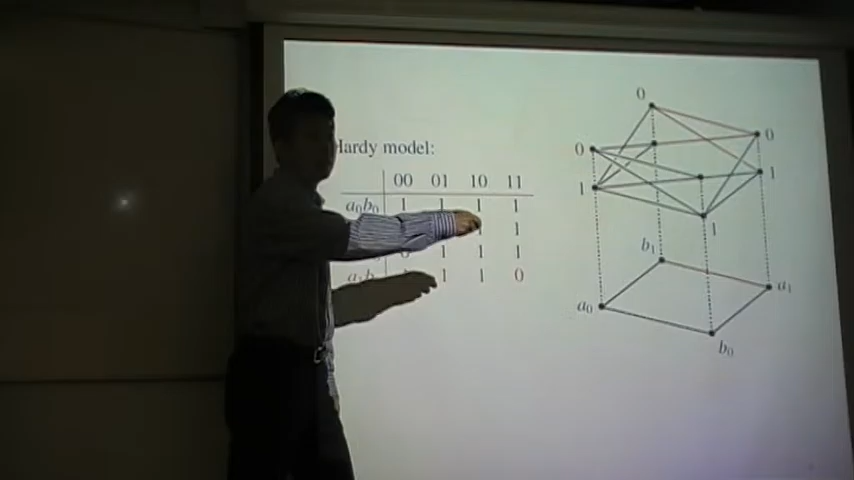 Hardy model:
00 01 10 11
a₀b₀ 1 1 1 1
1
1 1 1
1 1 0
0
0 0
1 1
1
b₁
a₀ a₁
b₀